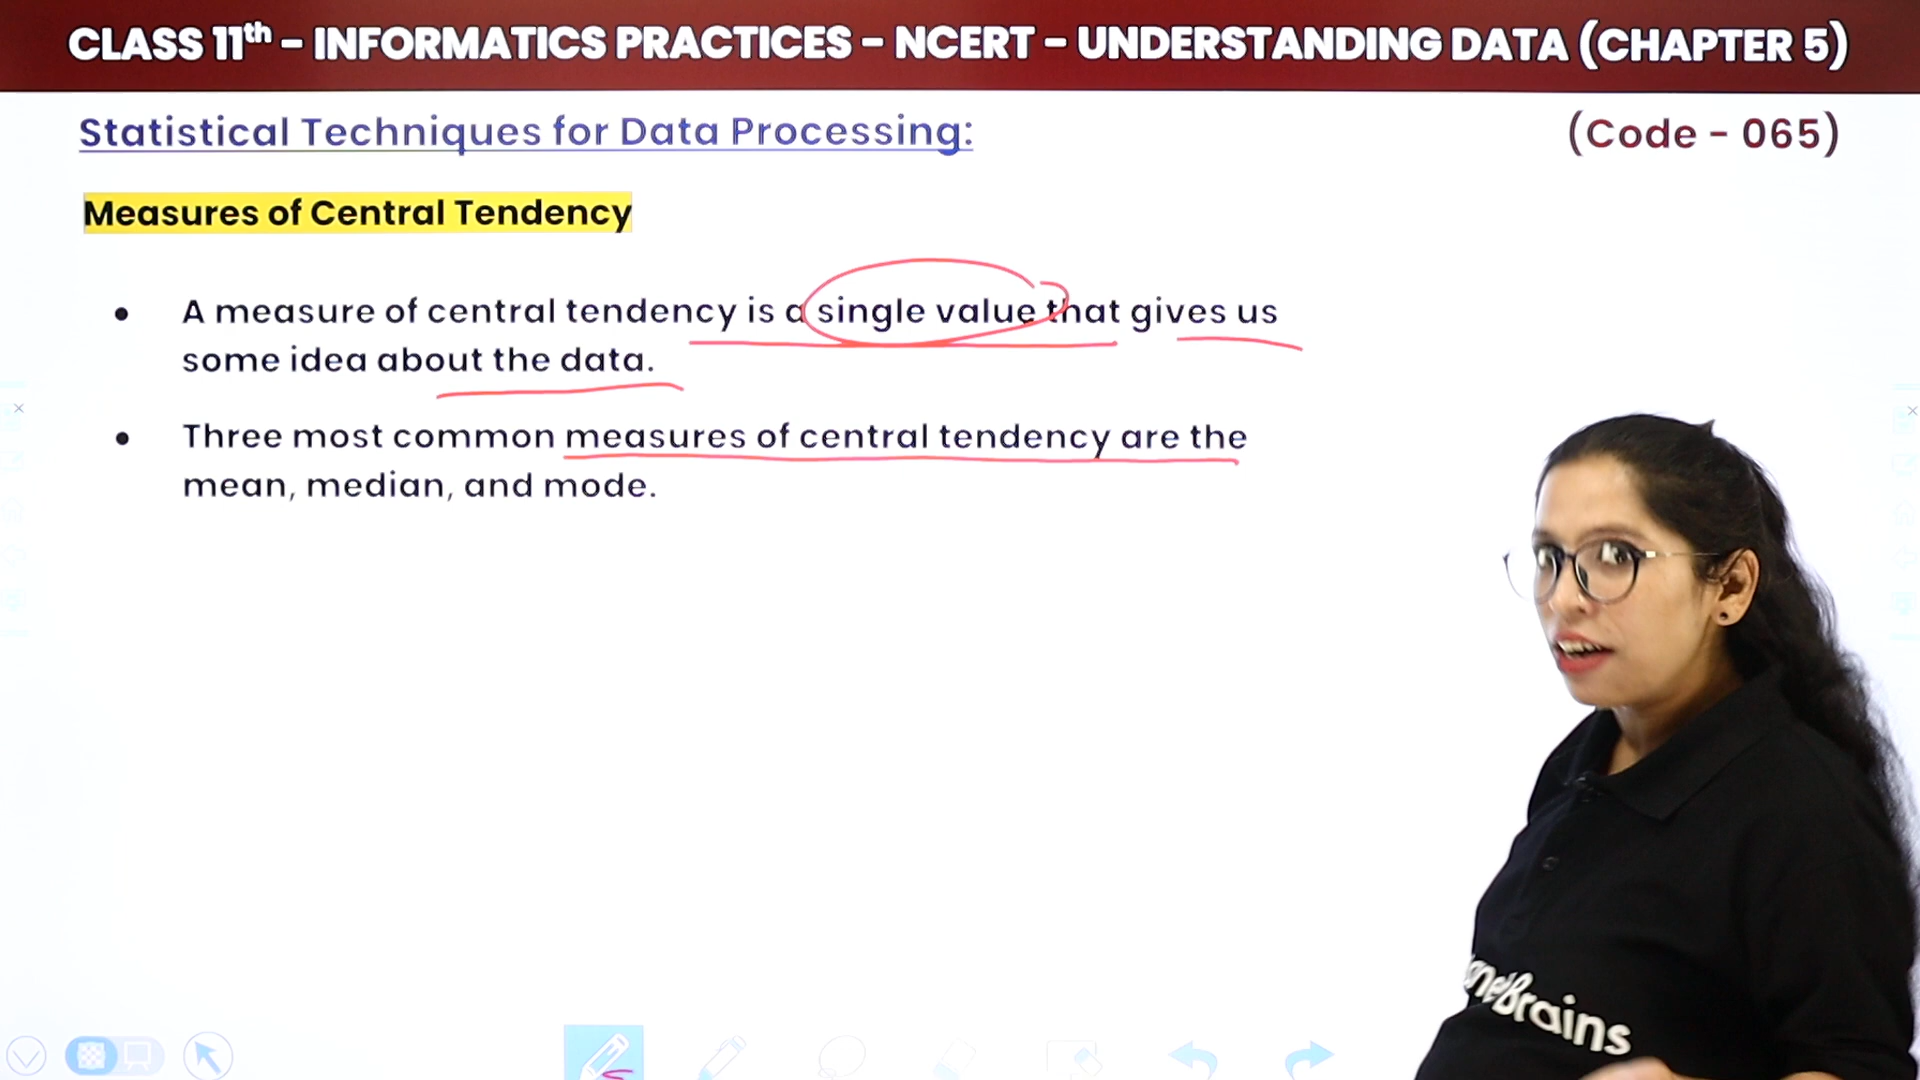 CLASS 11th - INFORMATICS PRACTICES - NCERT - UNDERSTANDING DATA (CHAPTER 5)
Statistical Techniques for Data Processing:
(Code - 065)
Measures of Central Tendency
• A measure of central tendency is a single value that gives us
some idea about the data.
• Three most common measures of central tendency are the
mean, median, and mode.
Brains